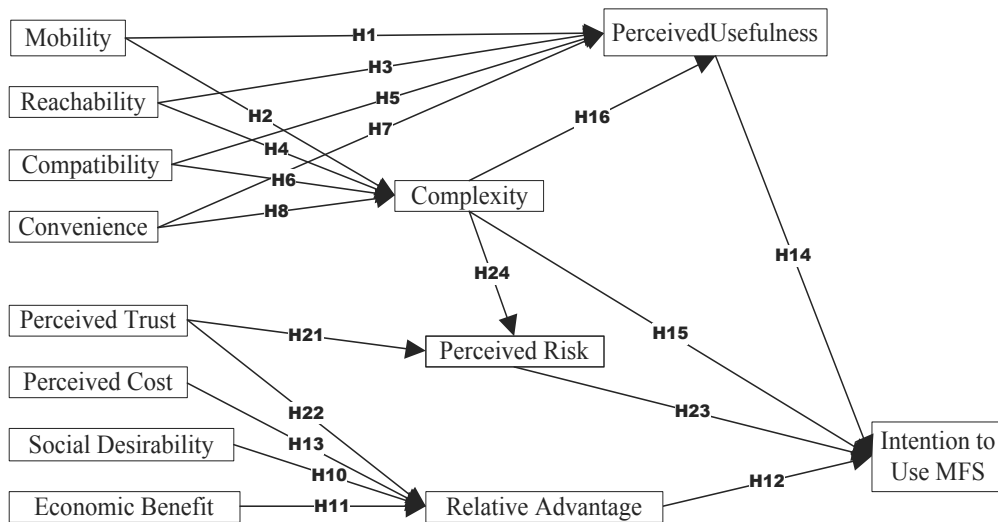 Mobility
H1
PerceivedUsefulness
H3
Reachability
H5
H2
H7
H16
H4
Compatibility
H6
Complexity
H8
Convenience
H14
H24
Perceived Trust
H21
H15
Perceived Risk
Perceived Cost
H22
H23
H13
Social Desirability
Intention to
Use MFS
H10
H12
Economic Benefit
H11
Relative Advantage